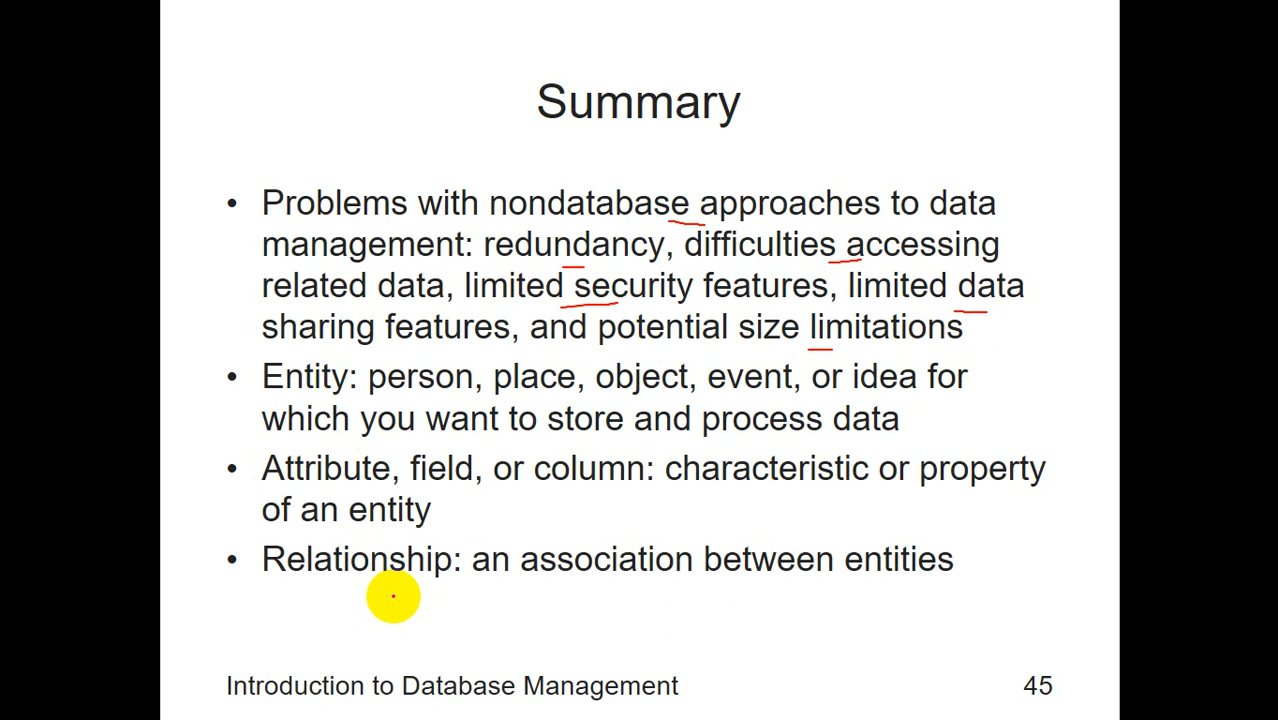 Summary
• Problems with nondatabase approaches to data
management: redundancy, difficulties accessing
related data, limited security features, limited data
sharing features, and potential size limitations
• Entity: person, place, object, event, or idea for
which you want to store and process data
• Attribute, field, or column: characteristic or property
of an entity
• Relationship: an association between entities
Introduction to Database Management 45